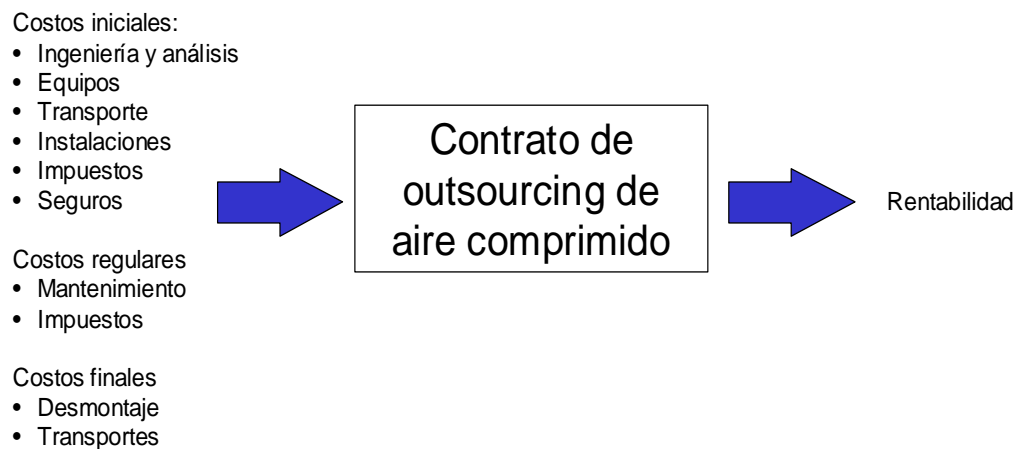 Costos iniciales:
• Ingeniería y análisis
• Equipos
• Transporte
• Instalaciones
• Impuestos
• Seguros
Costos regulares
• Mantenimiento
• Impuestos
Costos finales
• Desmontaje
• Transportes
Contrato de
outsourcing de
aire comprimido
Rentabilidad